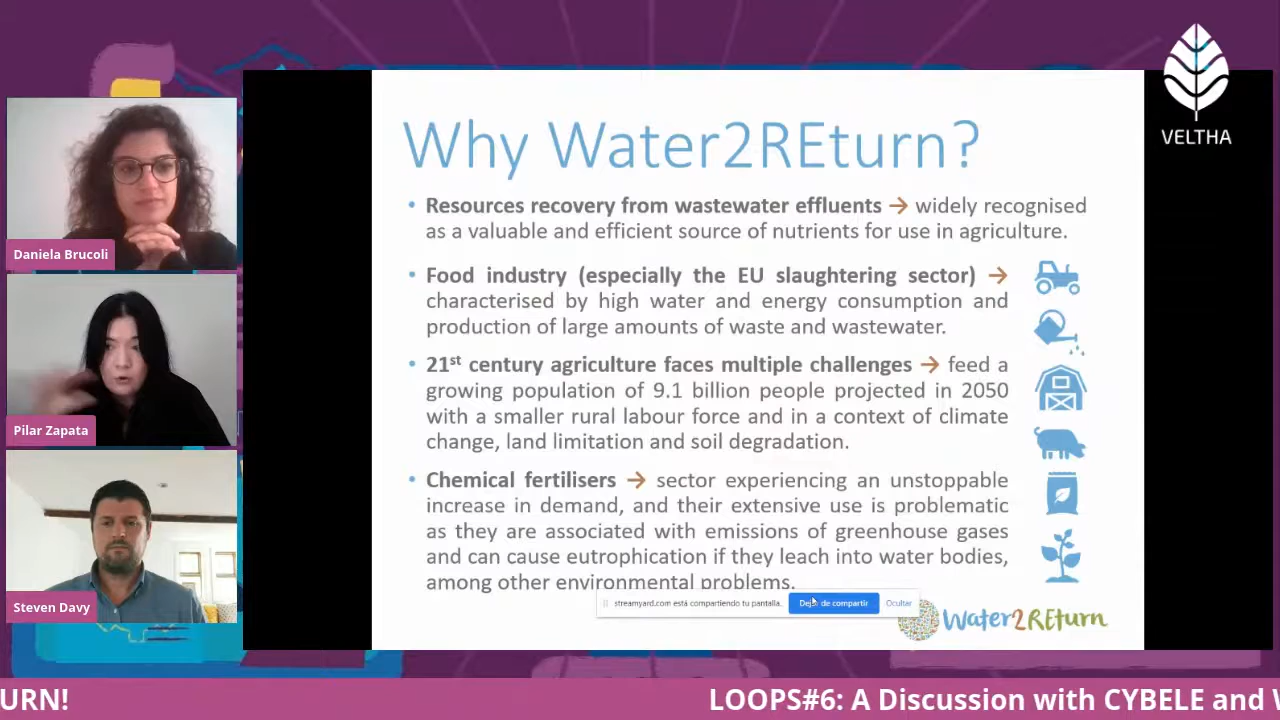 VELTHA
Daniela Brucoli
Pilar Zapata
Steven Davy
Why Water2REturn?
• Resources recovery from wastewater effluents → widely recognised
as a valuable and efficient source of nutrients for use in agriculture.
• Food industry (especially the EU slaughtering sector) →
characterised by high water and energy consumption and
production of large amounts of waste and wastewater.
• 21st century agriculture faces multiple challenges → feed a
growing population of 9.1 billion people projected in 2050
with a smaller rural labour force and in a context of climate
change, land limitation and soil degradation.
• Chemical fertilisers → sector experiencing an unstoppable
increase in demand, and their extensive use is problematic
as they are associated with emissions of greenhouse gases
and can cause eutrophication if they leach into water bodies,
among other environmental problems.
streamyard.com está compartiendo tu pantalla. Dejar de compartir Ocultar
Water2REturn
URN! LOOPS#6: A Discussion with CYBELE and